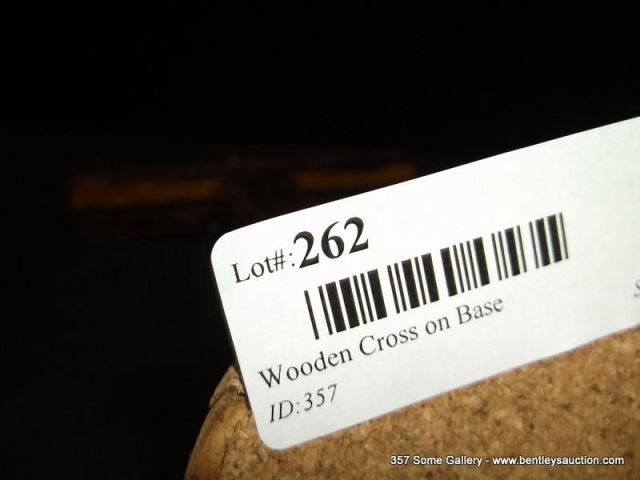 Lot#:262
Wooden Cross on Base
ID:357
357 Some Gallery - www.bentleysauction.com